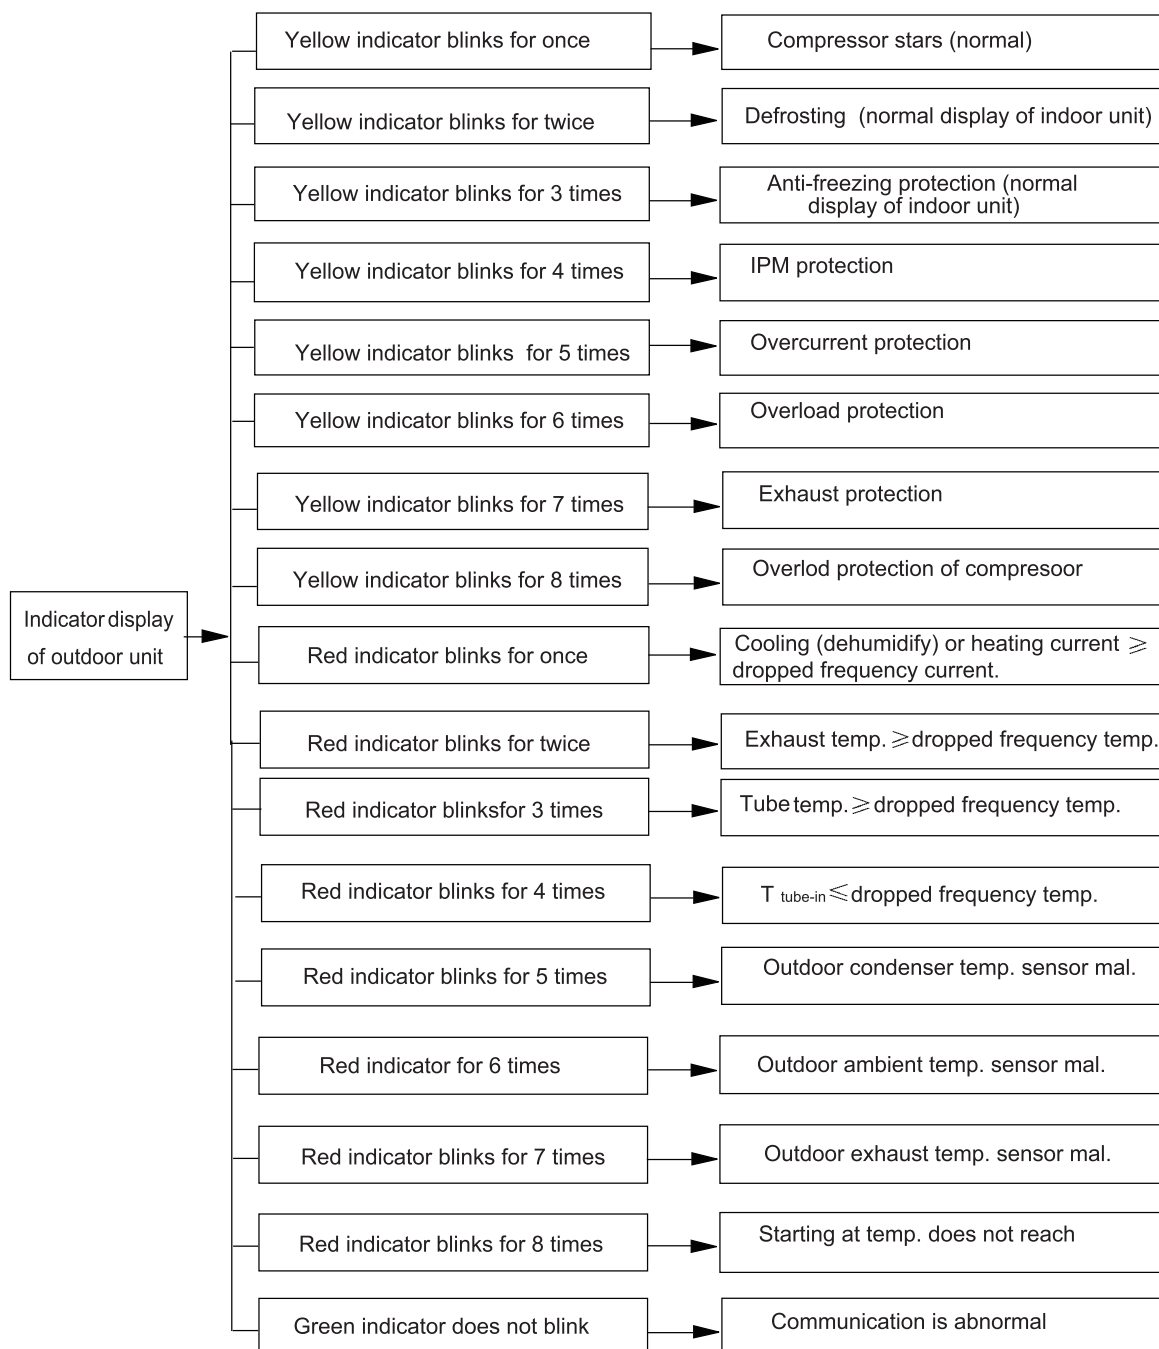 Yellow indicator blinks for once
Compressor stars (normal)
Yellow indicator blinks for twice
Defrosting (normal display of indoor unit)
Yellow indicator blinks for 3 times
Anti-freezing protection (normal
display of indoor unit)
Yellow indicator blinks for 4 times
IPM protection
Yellow indicator blinks for 5 times
Overcurrent protection
Yellow indicator blinks for 6 times
Overload protection
Yellow indicator blinks for 7 times
Exhaust protection
Yellow indicator blinks for 8 times
Overlod protection of compresoor
Indicator display
of outdoor unit
Red indicator blinks for once
Cooling (dehumidify) or heating current ≥
dropped frequency current.
Red indicator blinks for twice
Exhaust temp. ≥dropped frequency temp.
Red indicator blinksfor 3 times
Tube temp. ≥dropped frequency temp.
Red indicator blinks for 4 times
T tube-in ≤dropped frequency temp.
Red indicator blinks for 5 times
Outdoor condenser temp. sensor mal.
Red indicator for 6 times
Outdoor ambient temp. sensor mal.
Red indicator blinks for 7 times
Outdoor exhaust temp. sensor mal.
Red indicator blinks for 8 times
Starting at temp. does not reach
Green indicator does not blink
Communication is abnormal